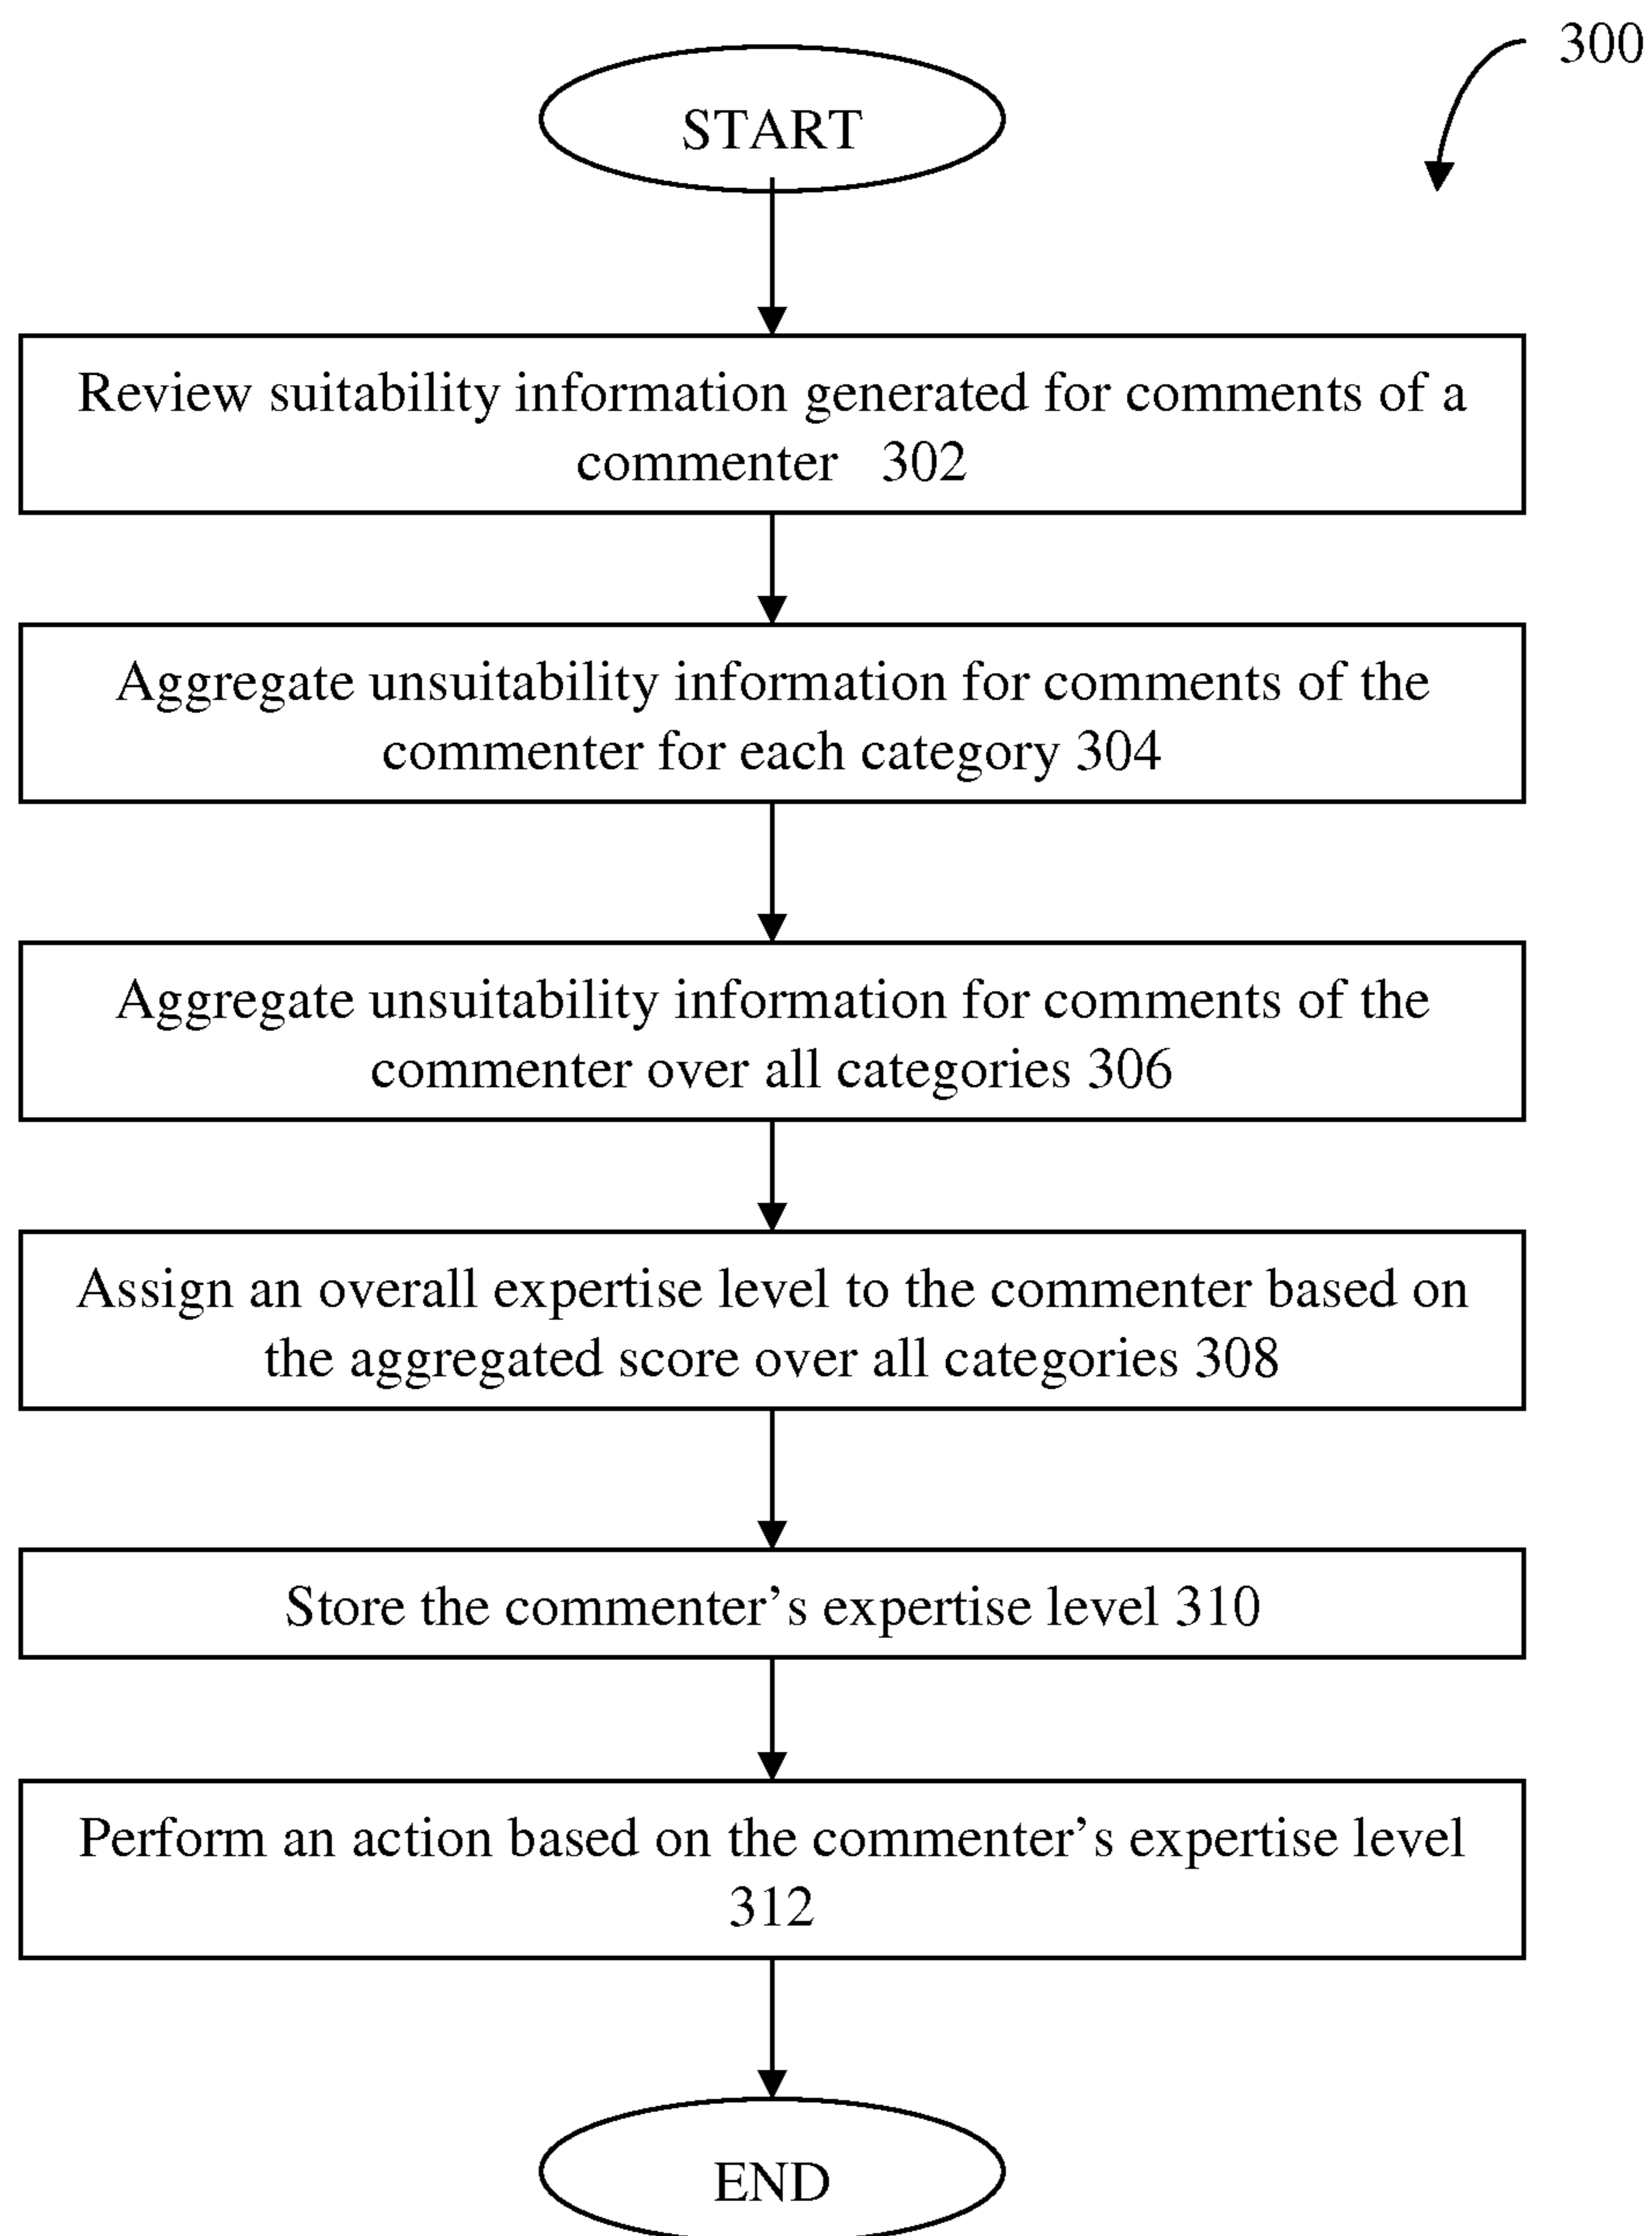 300
START
Review suitability information generated for comments of a
commenter 302
Aggregate unsuitability information for comments of the
commenter for each category 304
Aggregate unsuitability information for comments of the
commenter over all categories 306
Assign an overall expertise level to the commenter based on
the aggregated score over all categories 308
Store the commenter’s expertise level 310
Perform an action based on the commenter’s expertise level
312
END